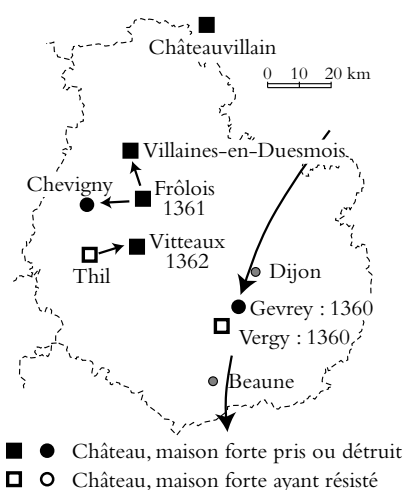 Châteauvillain
0 10 20 km
Villaines-en-Duesmois
Chevigny
Frôlois
1361
Vitteaux
1362
Thil
Dijon
Gevrey : 1360
Vergy : 1360
Beaune
Château, maison forte pris ou détruit
Château, maison forte ayant résisté